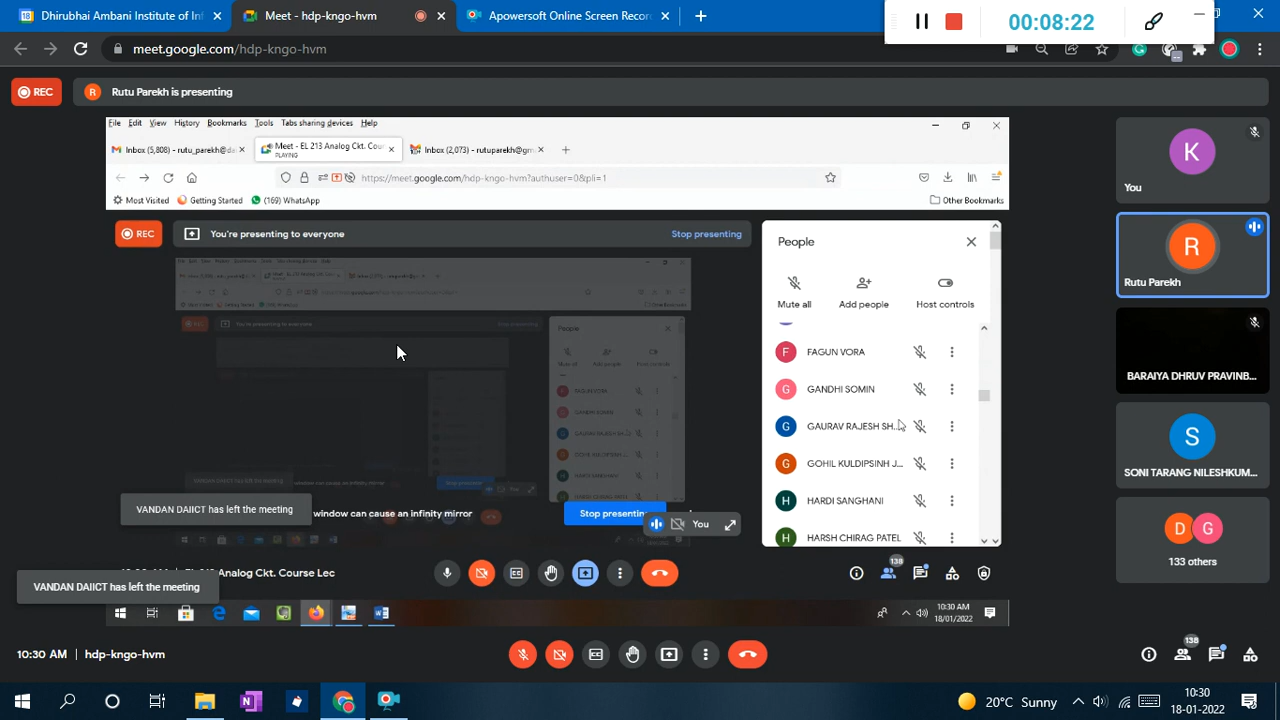 Dhirubhai Ambani Institute of Inf
Meet - hdp-kngo-hvm
Apowersoft Online Screen Recor
00:08:22
meet.google.com/hdp-kngo-hvm
REC
Rutu Parekh is presenting
File Edit View History Bookmarks Tools Tabs sharing devices Help
Inbox (5,808) - rutu_parekh@da
Meet - EL 213 Analog Ckt. Cour
PLAYING
Inbox (2,073) - rutuparekh@gm
https://meet.google.com/hdp-kngo-hvm?authuser=0&pli=1
Most Visited
Getting Started
(169) WhatsApp
Other Bookmarks
REC
You're presenting to everyone
Stop presenting
People
Mute all
Add people
Host controls
FAGUN VORA
GANDHI SOMIN
GAURAV RAJESH SH...
GOHIL KULDIPSINH J...
HARDI SANGHANI
HARSH CHIRAG PATEL
VANDAN DAIICT has left the meeting
window can cause an infinity mirror
Stop presenting
You
Analog Ckt. Course Lec
138
10:30 AM
18/01/2022
VANDAN DAIICT has left the meeting
K
You
R
Rutu Parekh
BARAIYA DHRUV PRAVINB...
S
SONI TARANG NILESHKUM...
D G
133 others
10:30 AM
hdp-kngo-hvm
138
20°C Sunny
10:30
18-01-2022